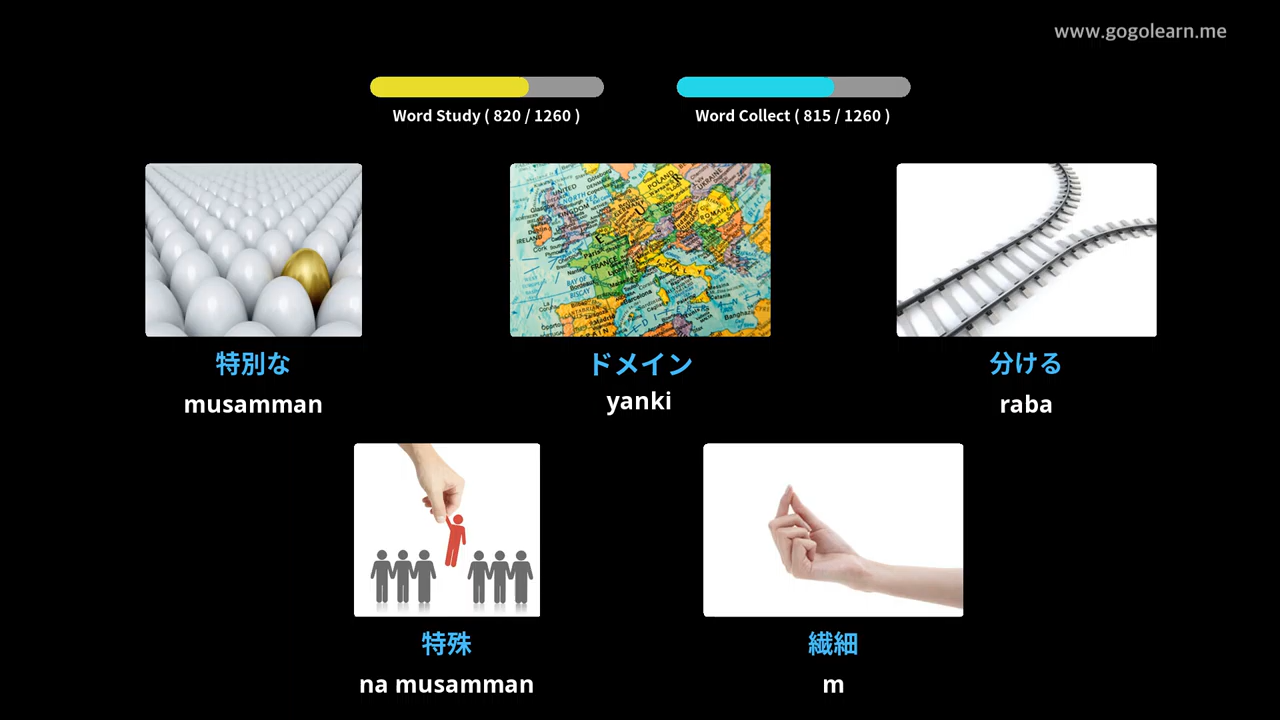 www.gogolearn.me
Word Study ( 820 / 1260 )
Word Collect ( 815 / 1260 )
特別な
musamman
ドメイン
yanki
分ける
raba
特殊
na musamman
繊細
m